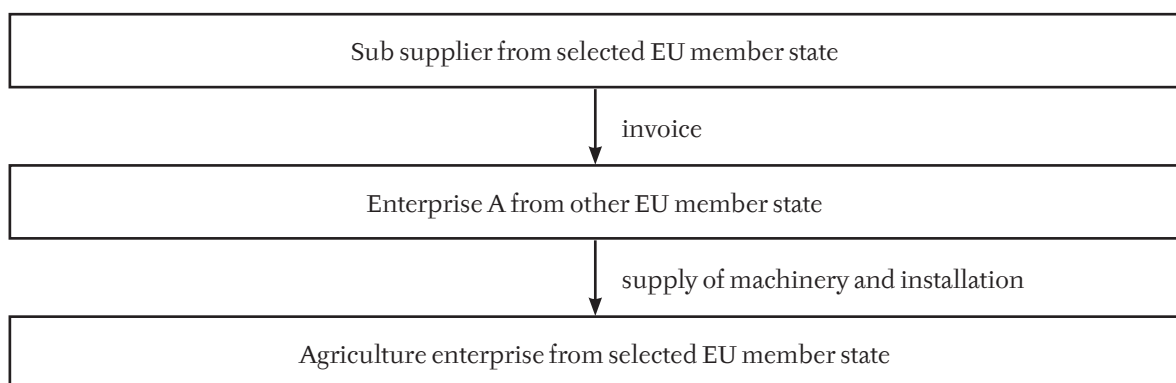 Sub supplier from selected EU member state
invoice
Enterprise A from other EU member state
supply of machinery and installation
Agriculture enterprise from selected EU member state